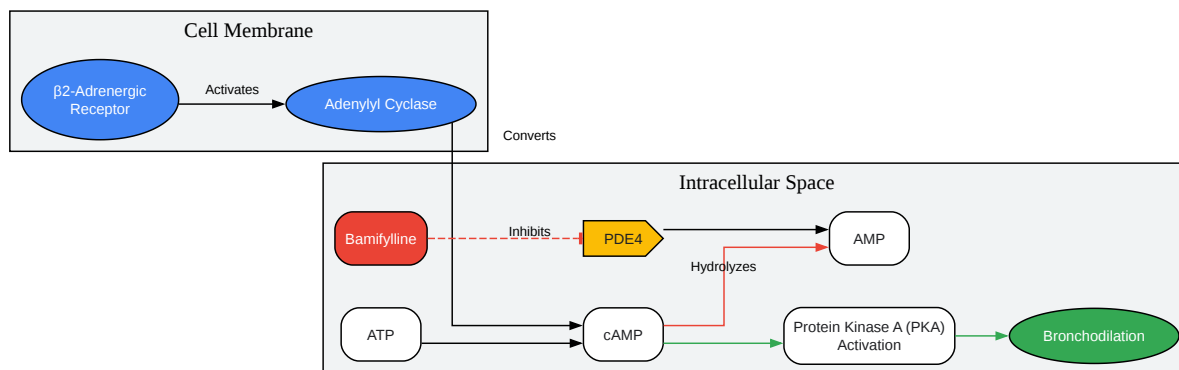 Cell Membrane
β2-Adrenergic
Receptor
Activates
Adenylyl Cyclase
Converts
Intracellular Space
Bamifylline
Inhibits
PDE4
AMP
Hydrolyzes
ATP
cAMP
Protein Kinase A (PKA)
Activation
Bronchodilation